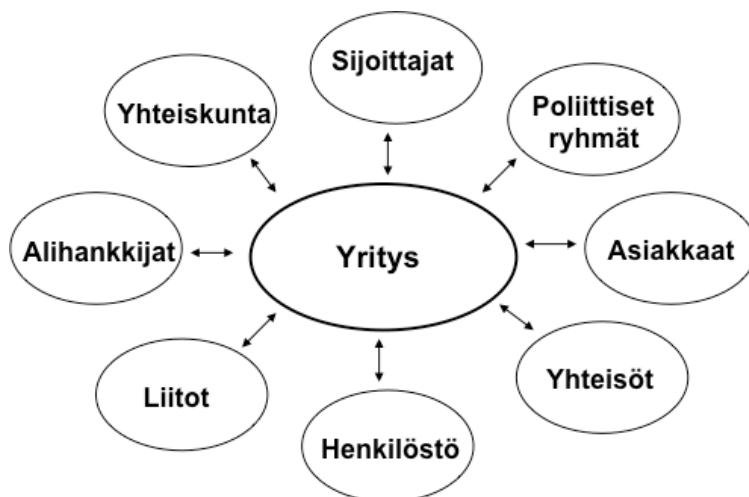 Sijoittajat
Yhteiskunta
Poliittiset
ryhmät
Alihankkijat
Yritys
Asiakkaat
Liitot
Yhteisöt
Henkilöstö